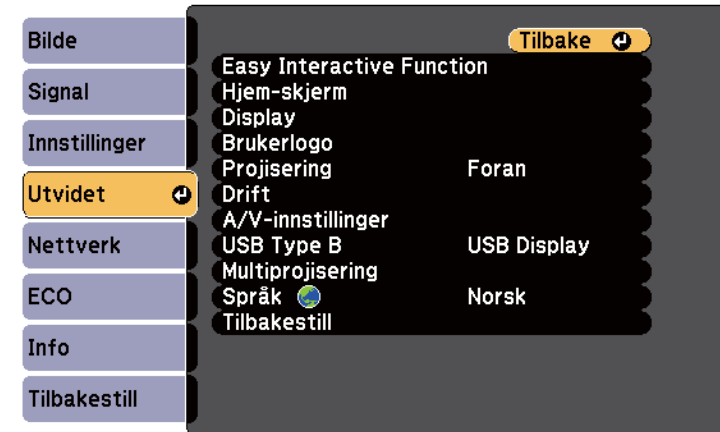 Bilde
Signal
Innstillinger
Utvidet
Nettverk
ECO
Info
Tilbakestill
Tilbake
Easy Interactive Function
Hjem-skjerm
Display
Brukerlogo
Projisering Foran
Drift
A/V-innstillinger
USB Type B USB Display
Multiprojisering
Språk Norsk
Tilbakestill